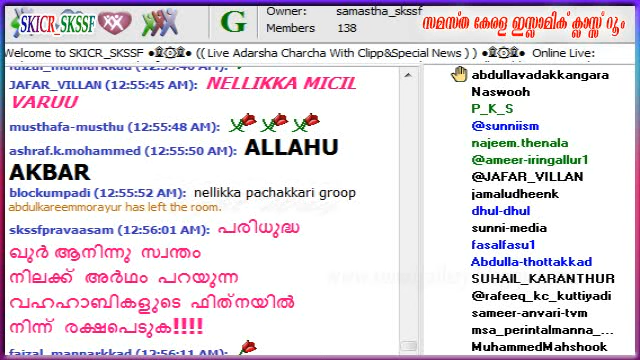 SKICR SKSSF
Owner: samastha_skssf
Members 138
സമസ്ത കേരള ഇസ്ലാമിക് ക്ലാസ്സ് റൂം
Welcome to SKICR_SKSSF (( Live Adarsha Charcha With Clipp&Special News ) ) Online Live:
JAFAR_VILLAN (12:55:45 AM): NELLIKKA MICIL
VARUU
musthafa-musthu (12:55:48 AM):
ashraf.k.mohammed (12:55:50 AM): ALLAHU
AKBAR
blockumpadi (12:55:52 AM): nellikka pachakkari groop
abdulkareemmorayur has left the room.
skssfpravaasam (12:56:01 AM): പരിധുദ്ധ
ഖുർ ആനിന്നു സ്വന്തം
നിലക്ക് അർഥം പറയുന്ന
വഹഹാബികളുടെ ഫിത്‌നയിൽ
നിന്ന് രക്ഷപെടുക!!!!
faizal_mannarkkad (12:56:11 AM):
abdullavadakkangara
Naswooh
P_K_S
@sunniism
najeem.thenala
@ameer-iringallur1
@JAFAR_VILLAN
jamaludheenk
dhul-dhul
sunni-media
fasalfasu1
Abdulla-thottakkad
SUHAIL_KARANTHUR
@rafeeq_kc_kuttiyadi
sameer-anvari-tvm
msa_perintalmanna_...
MuhammedMahshook